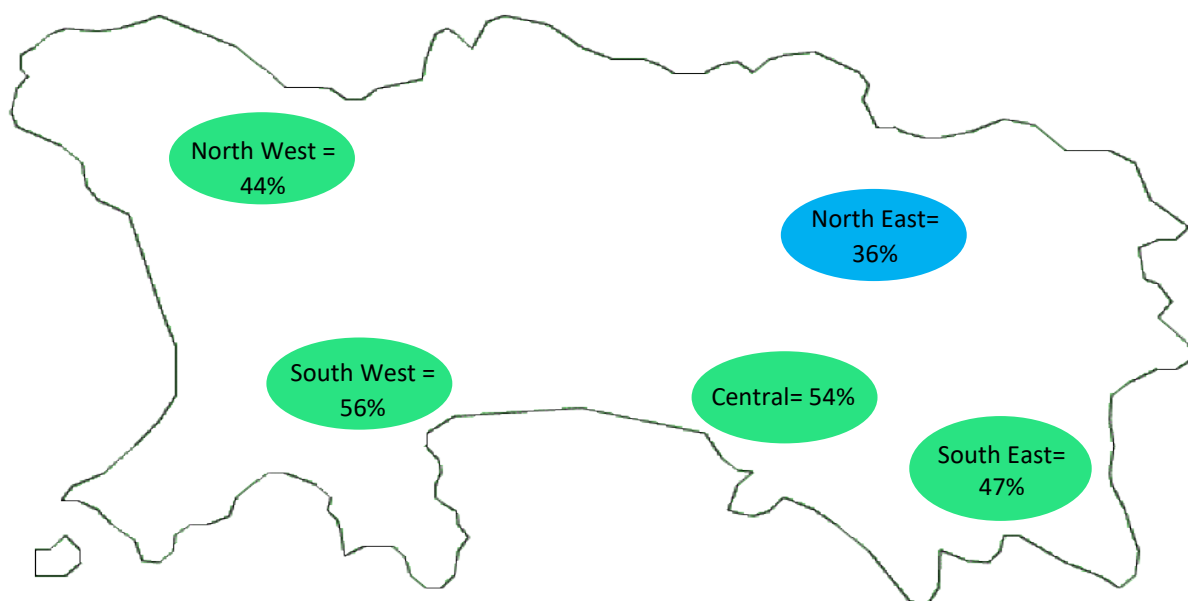 North West =
44%
North East=
36%
South West =
56%
Central= 54%
South East=
47%